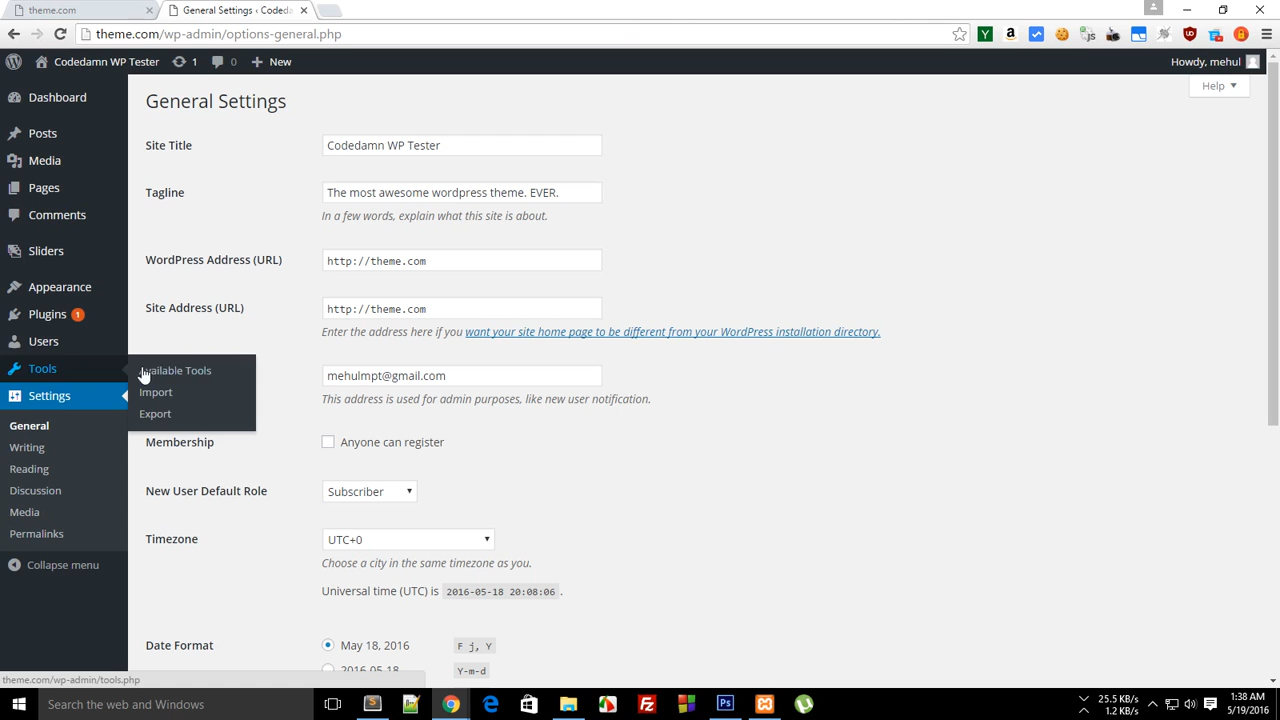 theme.com
General Settings ‹ Coded
theme.com/wp-admin/options-general.php
Codedamn WP Tester 1 0 New
Howdy, mehul
Help
Dashboard
Posts
Media
Pages
Comments
Sliders
Appearance
Plugins 1
Users
Tools
Settings
General
Writing
Reading
Discussion
Media
Permalinks
Collapse menu
Available Tools
Import
Export
General Settings
Site Title
Codedamn WP Tester
Tagline
The most awesome wordpress theme. EVER.
In a few words, explain what this site is about.
WordPress Address (URL)
http://theme.com
Site Address (URL)
http://theme.com
Enter the address here if you want your site home page to be different from your WordPress installation directory.
mehulmpt@gmail.com
This address is used for admin purposes, like new user notification.
Membership
Anyone can register
New User Default Role
Subscriber
Timezone
UTC+0
Choose a city in the same timezone as you.
Universal time (UTC) is 2016-05-18 20:08:06 .
Date Format
May 18, 2016 F j, Y
2016-05-18 Y-m-d
theme.com/wp-admin/tools.php
Search the web and Windows
25.5 KB/s
1.2 KB/s
1:38 AM
5/19/2016